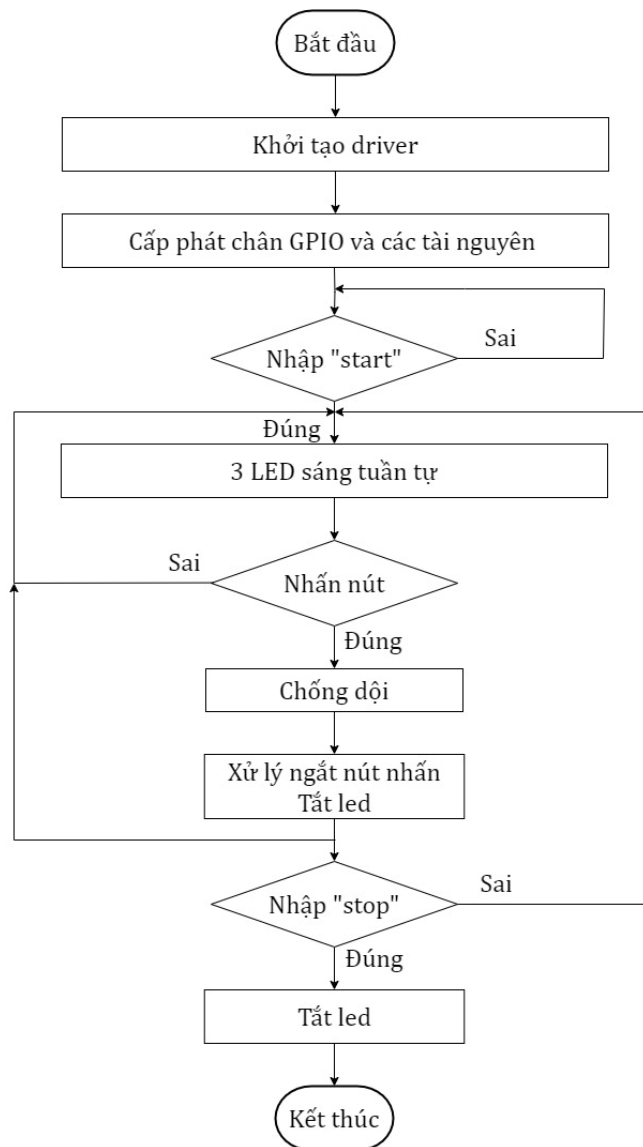 Bắt đầu
Khởi tạo driver
Cấp phát chân GPIO và các tài nguyên
Nhập "start"
Sai
Đúng
3 LED sáng tuần tự
Sai
Nhấn nút
Đúng
Chống dội
Xử lý ngắt nút nhấn
Tắt led
Nhập "stop"
Sai
Đúng
Tắt led
Kết thúc